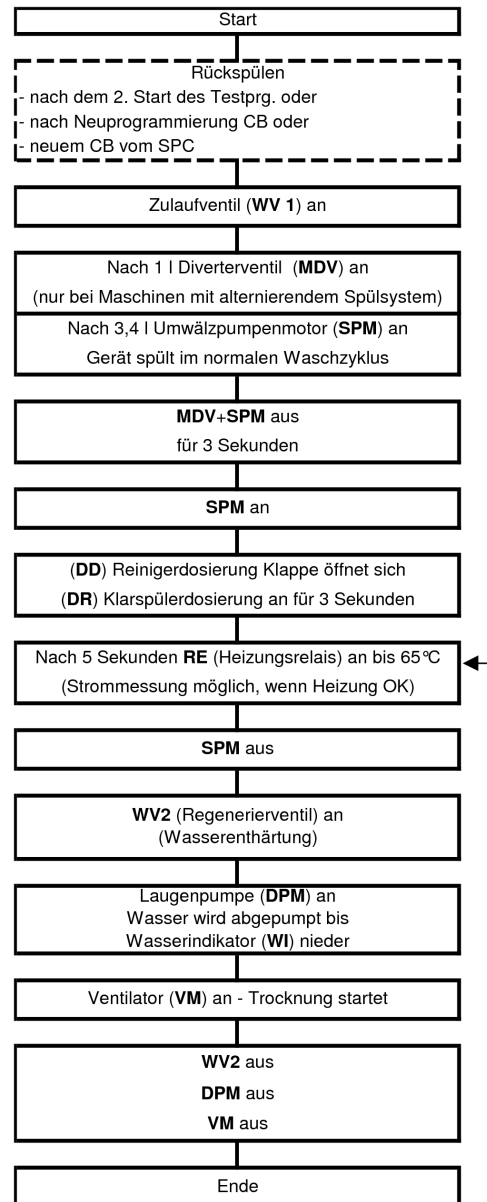 Start
Rückspülen
- nach dem 2. Start des Testprg. oder
- nach Neuprogrammierung CB oder
- neuem CB vom SPC
Zulaufventil (WV 1) an
Nach 1 l Diverterventil (MDV) an
(nur bei Maschinen mit alternierendem Spülsystem)
Nach 3,4 l Umwälzpumpenmotor (SPM) an
Gerät spült im normalen Waschzyklus
MDV+SPM aus
für 3 Sekunden
SPM an
(DD) Reinigerdosierung Klappe öffnet sich
(DR) Klarspülerdosierung an für 3 Sekunden
Nach 5 Sekunden RE (Heizungsrelais) an bis 65°C
(Strommessung möglich, wenn Heizung OK)
SPM aus
WV2 (Regenerierventil) an
(Wasserenthärtung)
Laugenpumpe (DPM) an
Wasser wird abgepumpt bis
Wasserindikator (WI) nieder
Ventilator (VM) an - Trocknung startet
WV2 aus
DPM aus
VM aus
Ende